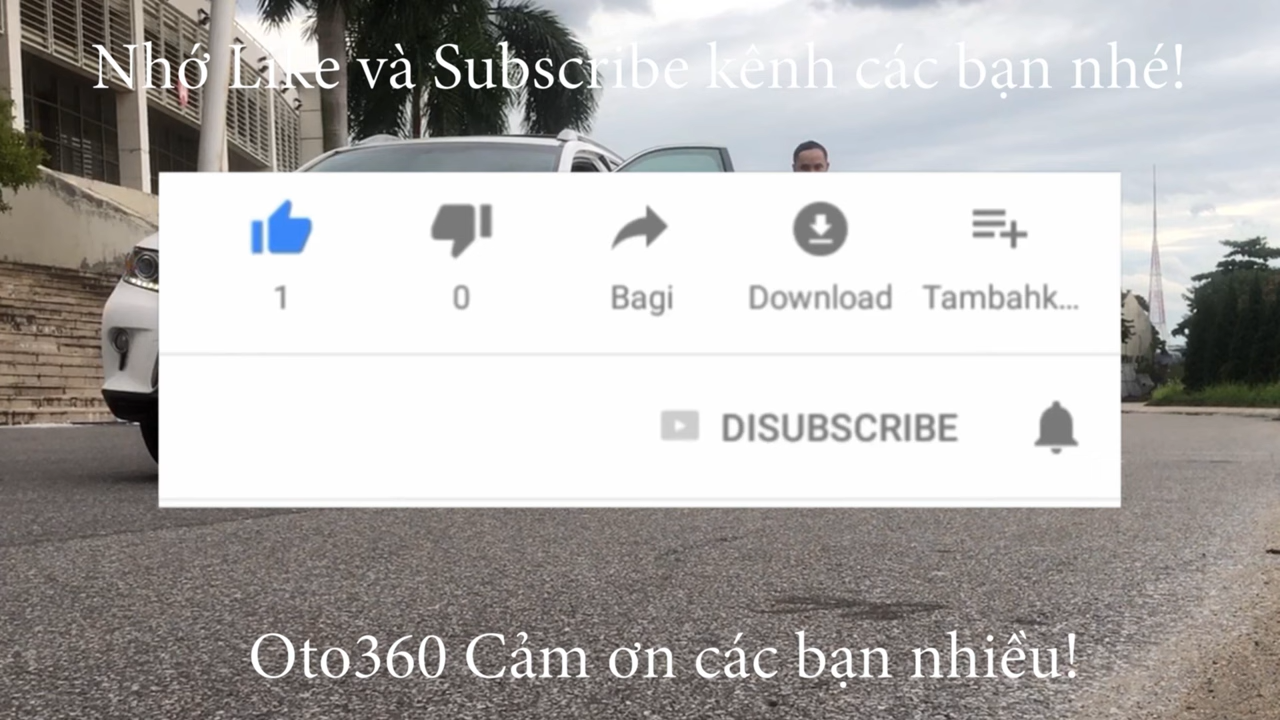 Nhớ Like và Subscribe kênh các bạn nhé!
1 0 Bagi Download Tambahk...
DISUBSCRIBE
Oto360 Cảm ơn các bạn nhiều!